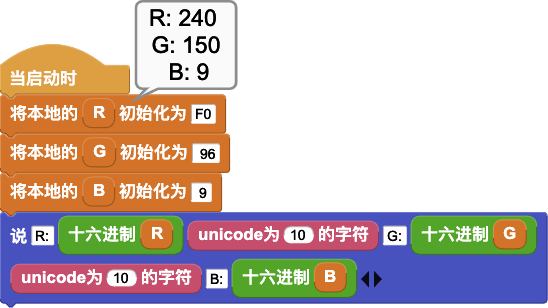 R: 240
G: 150
B: 9
当启动时
将本地的 R 初始化为 F0
将本地的 G 初始化为 96
将本地的 B 初始化为 9
说 R: 十六进制 R unicode为 10 的字符 G: 十六进制 G
unicode为 10 的字符 B: 十六进制 B